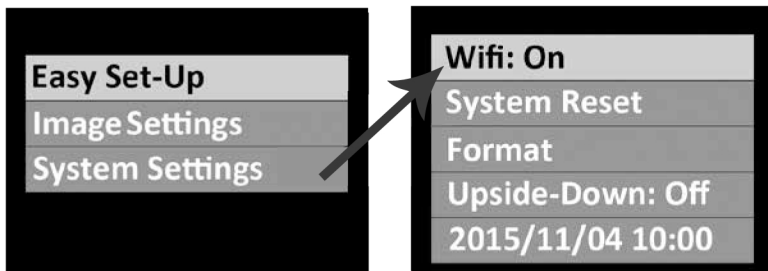 Easy Set-Up
Image Settings
System Settings
Wifi: On
System Reset
Format
Upside-Down: Off
2015/11/04 10:00